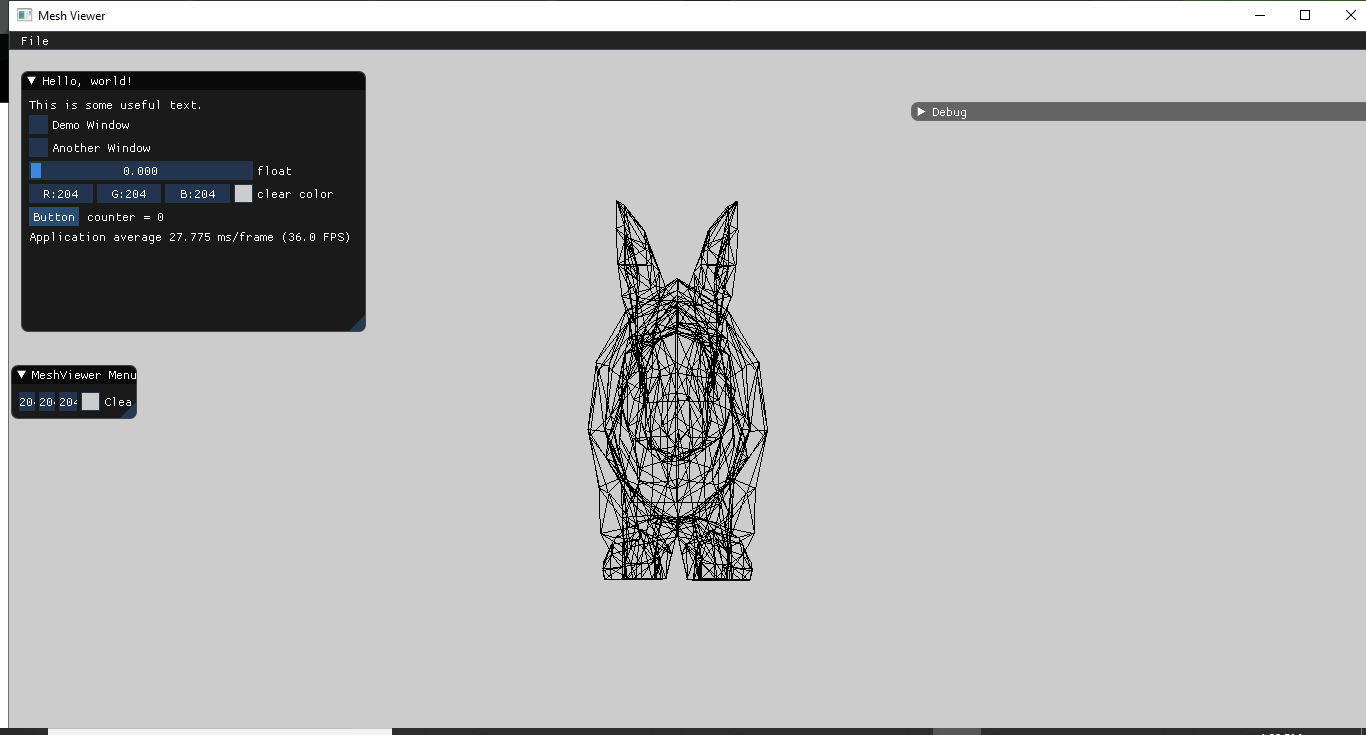 Mesh Viewer
File
Hello, world!
This is some useful text.
Demo Window
Another Window
0.000 float
R:204 G:204 B:204 clear color
Button counter = 0
Application average 27.775 ms/frame (36.0 FPS)
Debug
MeshViewer Menu
20 20 204 Clea